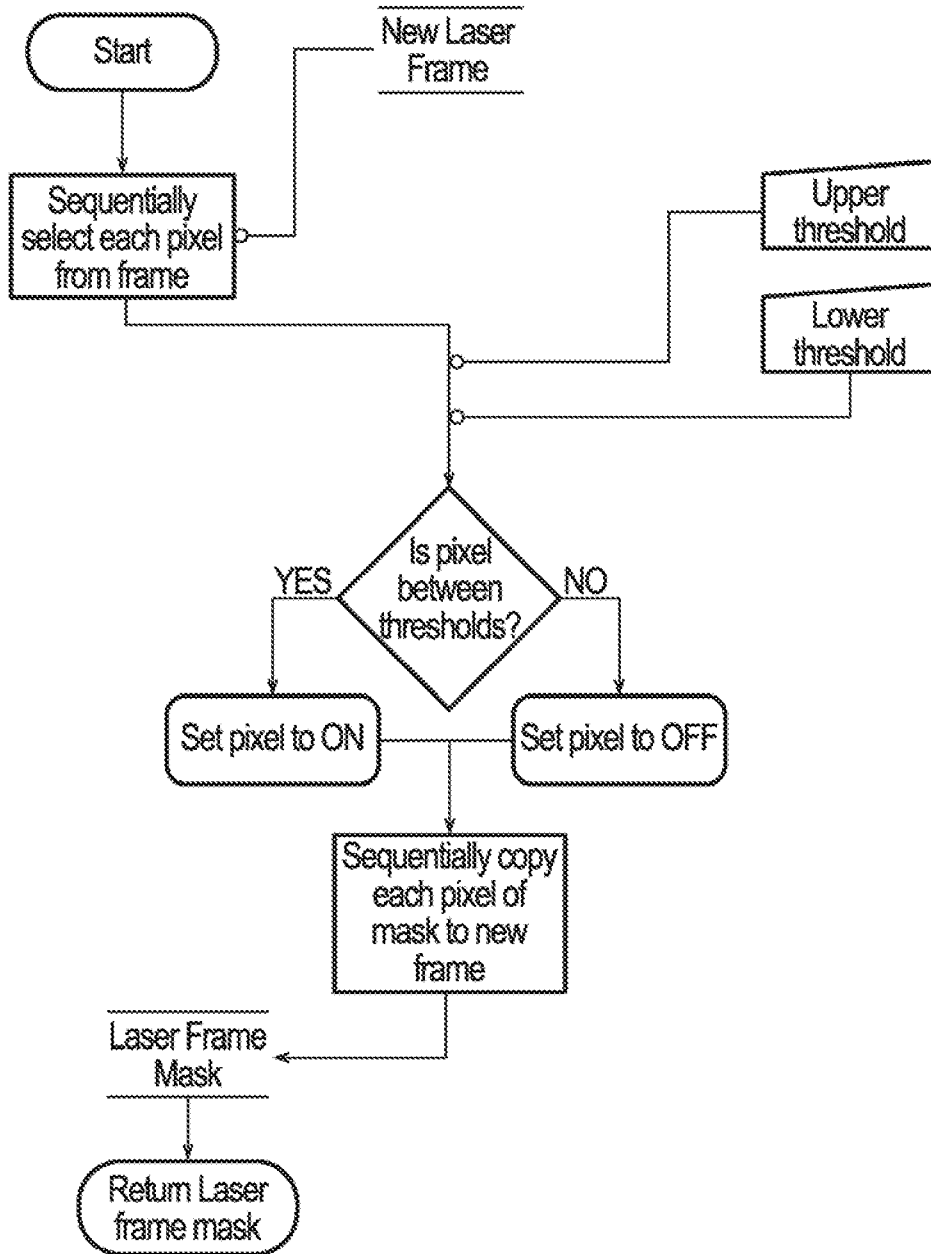 Start
New Laser
Frame
Sequentially
select each pixel
from frame
Upper
threshold
Lower
threshold
Is pixel
between
thresholds?
YES
NO
Set pixel to ON
Set pixel to OFF
Sequentially copy
each pixel of
mask to new
frame
Laser Frame
Mask
Return Laser
frame mask